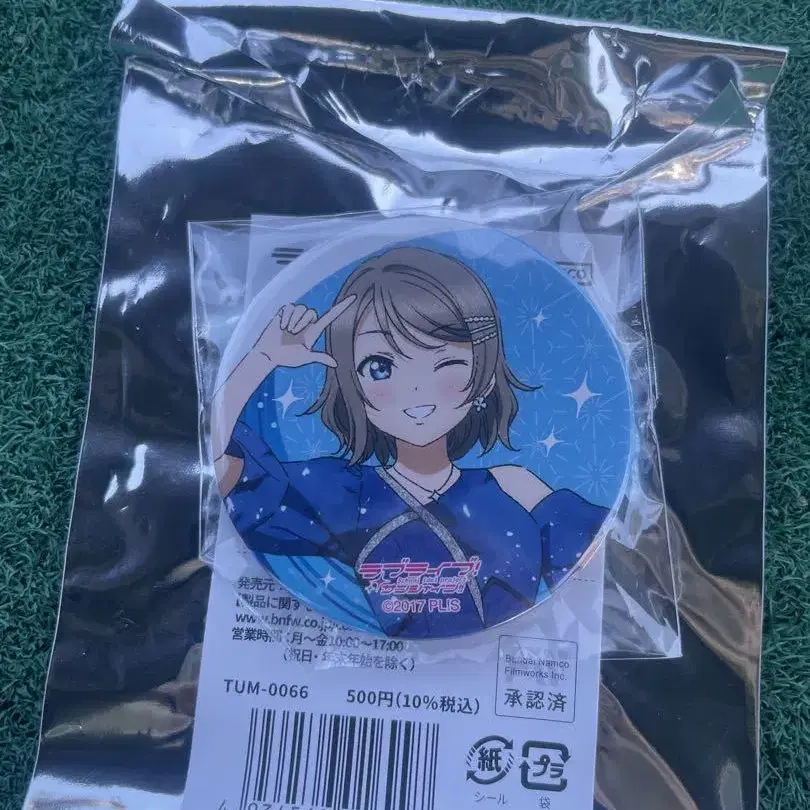 ラブライブ!
サンシャイン!!
©2017 PLIS
発売元
製品に関す
www.bnfw.co.jp/
営業時間:月〜金10:00〜17:00
(祝日・年末年始を除く)
Bandai Namco
Filmworks Inc.
承認済
TUM-0066 500円(10%税込)
紙
シール
プラ
袋